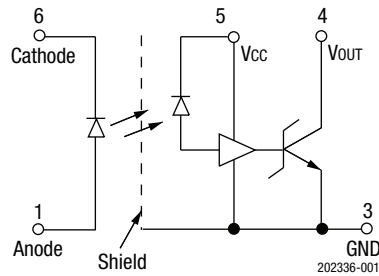 6
Cathode
5
VCC
4
VOUT
1
Anode
Shield
3
GND
202336-001